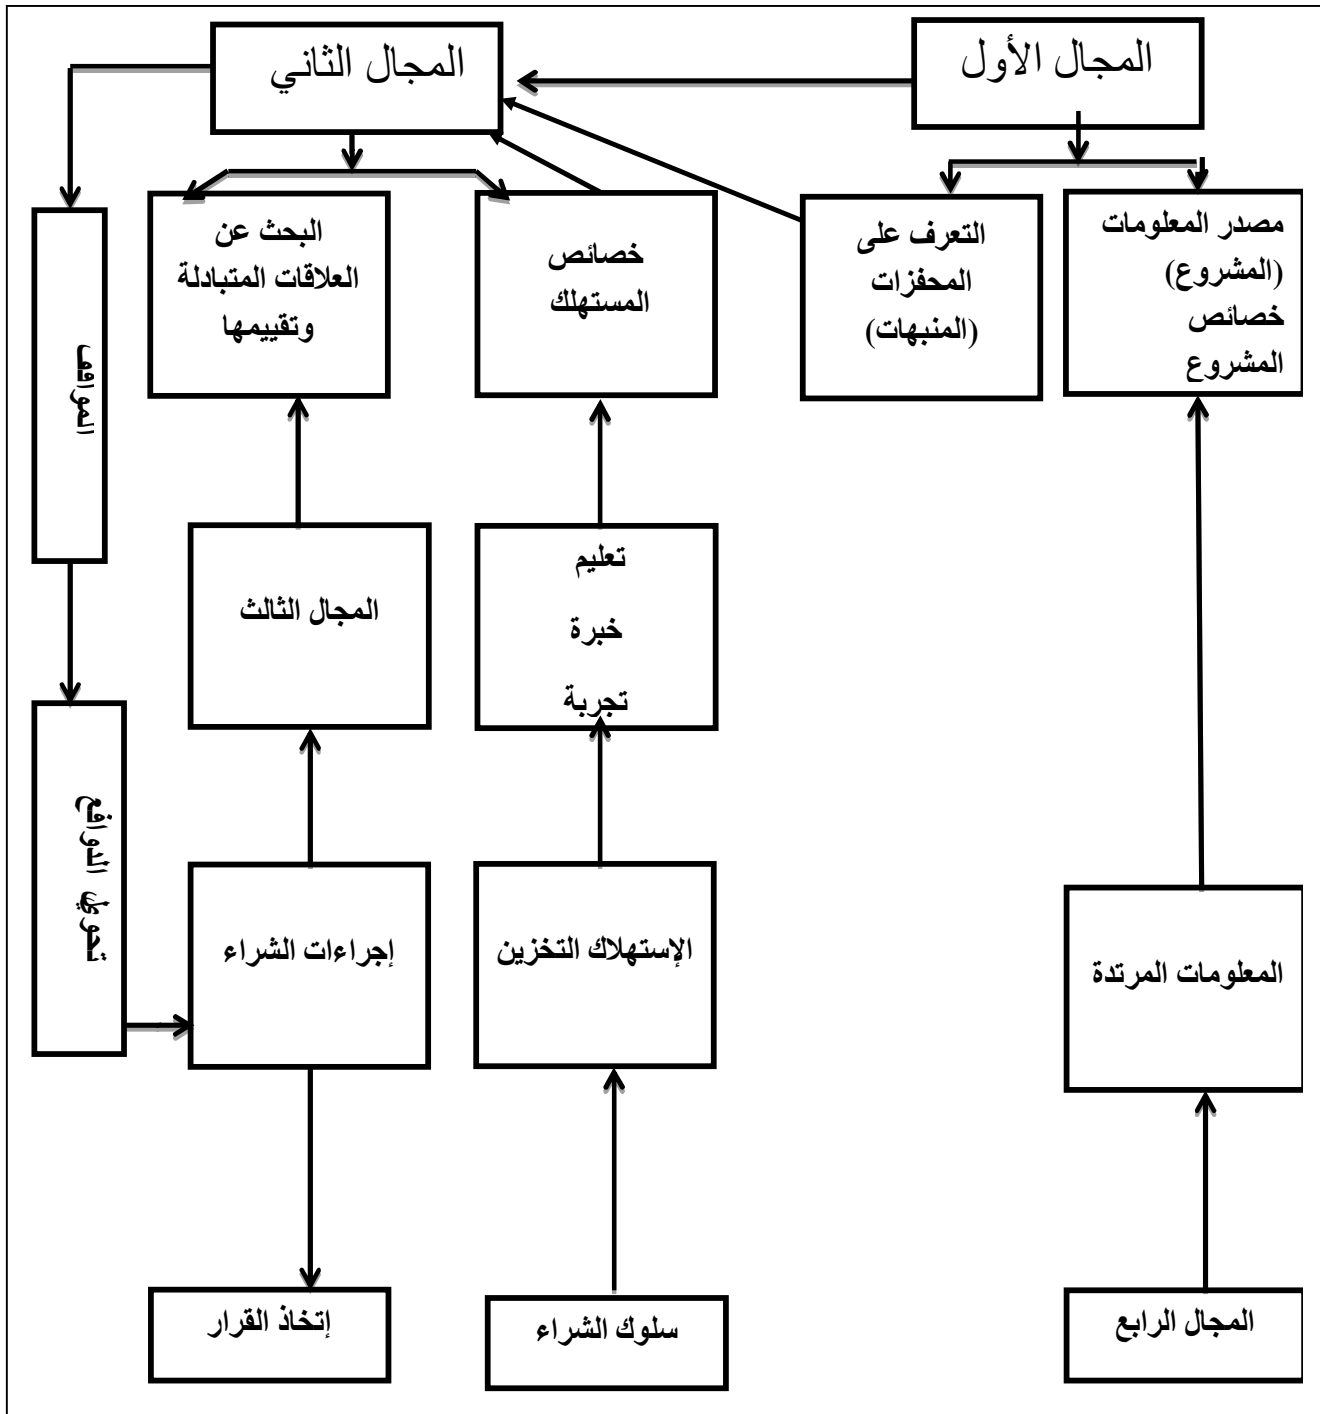 المجال الأول
المجال الثاني
مصدر المعلومات
(المشروع)
خصائص
المشروع
التعرف على
المحفزات
(المنبهات)
خصائص
المستهلك
البحث عن
العلاقات المتبادلة
وتقييمها
المواقف
تعليم
خبرة
تجربة
المجال الثالث
تحوي الدوافع
المعلومات المرتدة
الإستهلاك التخزين
إجراءات الشراء
المجال الرابع
سلوك الشراء
إتخاذ القرار